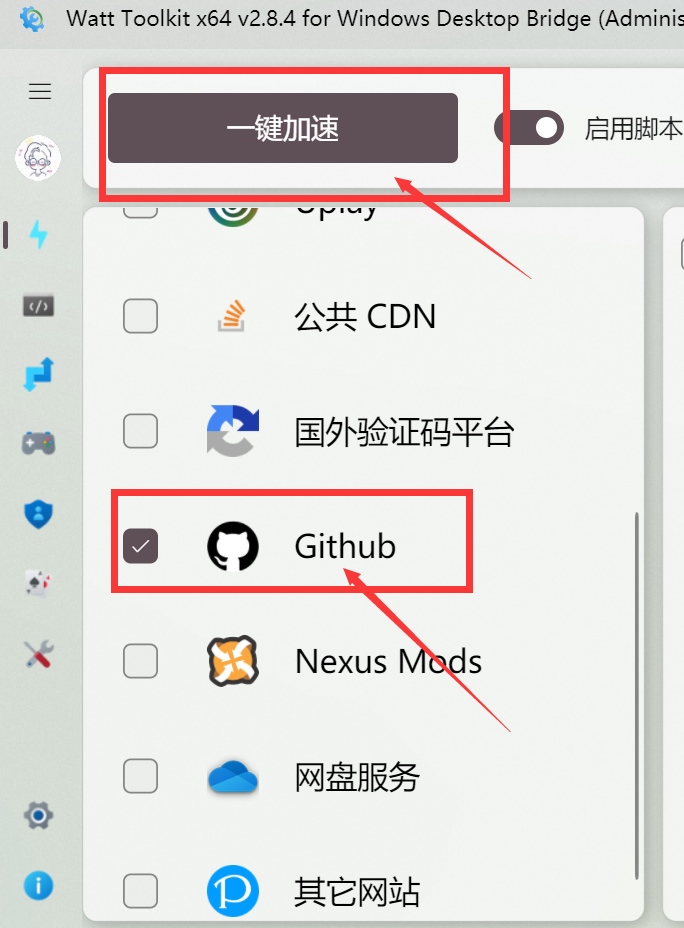 Watt Toolkit x64 v2.8.4 for Windows Desktop Bridge (Adminis
一键加速
启用脚本
Uplay
公共 CDN
国外验证码平台
Github
Nexus Mods
网盘服务
其它网站